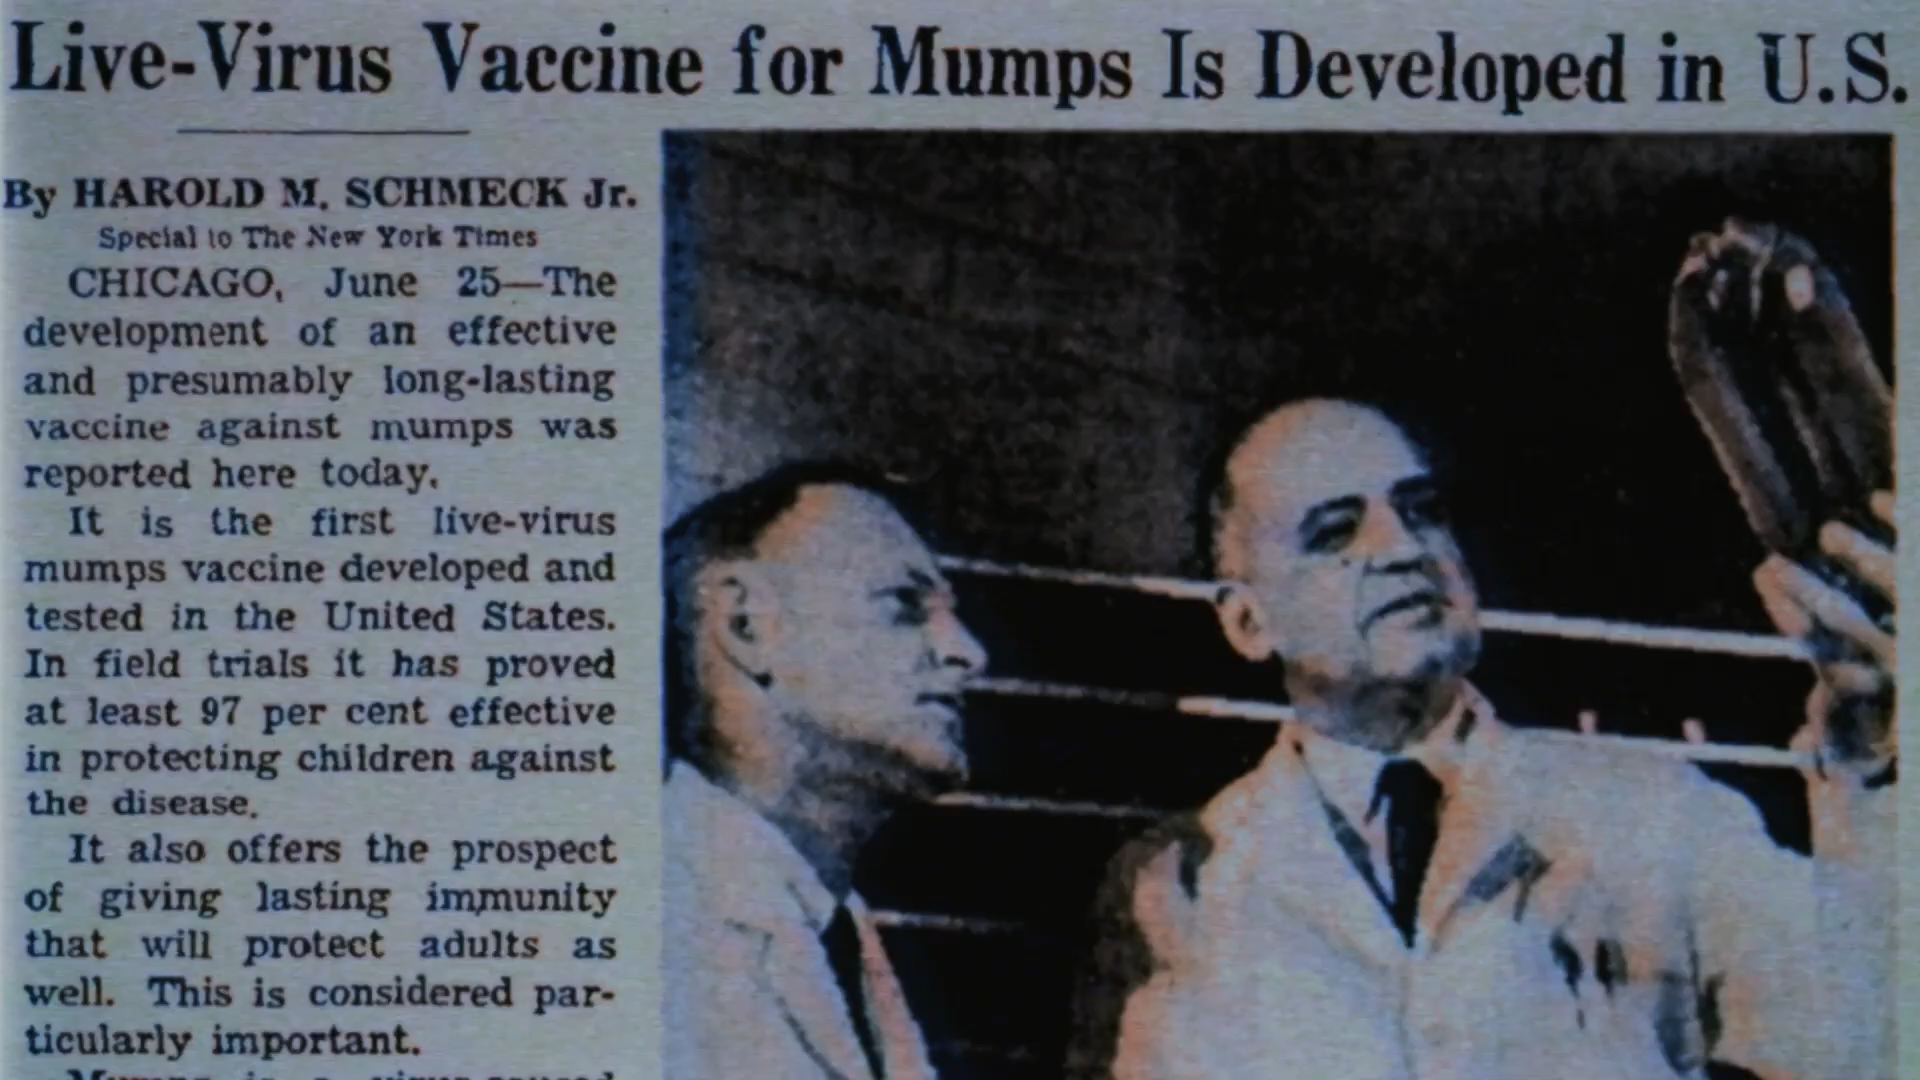 Live-Virus Vaccine for Mumps Is Developed in U.S.
By HAROLD M. SCHMECK Jr.
Special to The New York Times
CHICAGO, June 25—The
development of an effective
and presumably long-lasting
vaccine against mumps was
reported here today.
It is the first live-virus
mumps vaccine developed and
tested in the United States.
In field trials it has proved
at least 97 per cent effective
in protecting children against
the disease.
It also offers the prospect
of giving lasting immunity
that will protect adults as
well. This is considered par-
ticularly important.